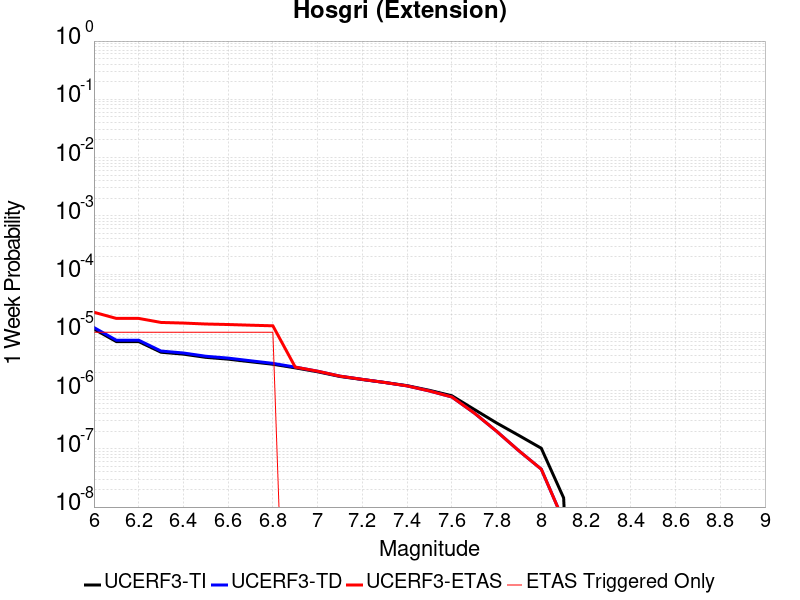 Hosgri (Extension)
10^0
10^-1
10^-2
10^-3
10^-4
10^-5
10^-6
10^-7
10^-8
1 Week Probability
6 6.2 6.4 6.6 6.8 7 7.2 7.4 7.6 7.8 8 8.2 8.4 8.6 8.8 9
Magnitude
UCERF3-TI UCERF3-TD UCERF3-ETAS ETAS Triggered Only